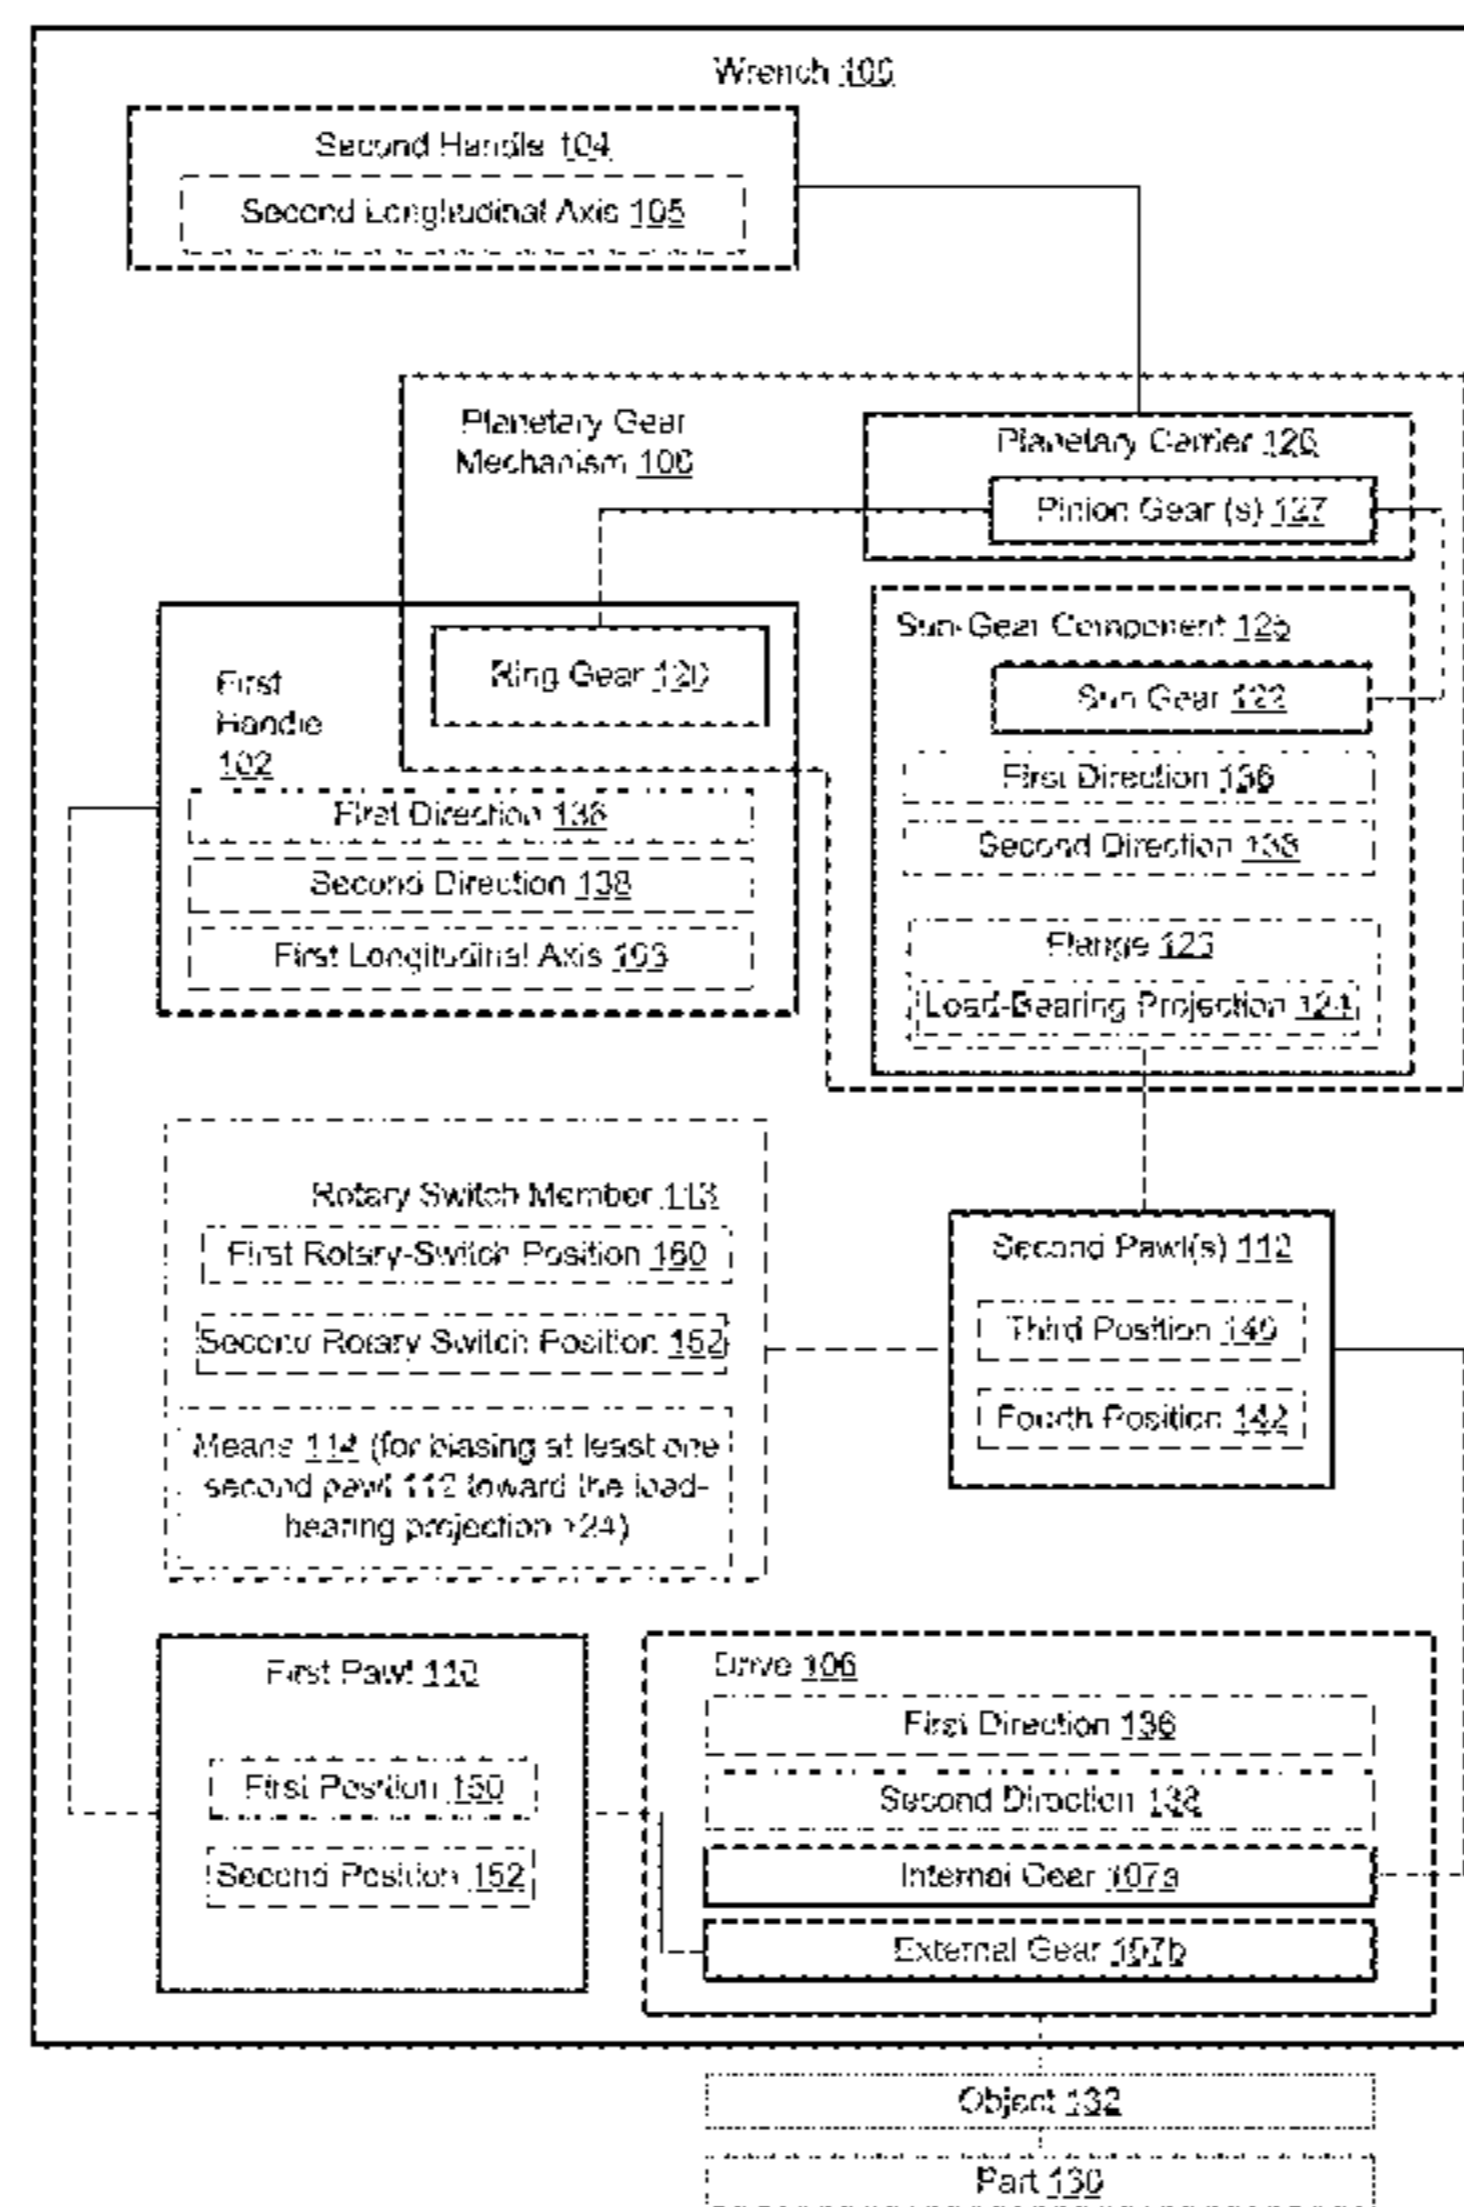 Wrench 100
Second Handle 104
Second Longitudinal Axis 105
Planetary Gear
Mechanism 108
Planetary Carrier 126
Pinion Gear (s) 127
Ring Gear 120
First
Handle
102
First Direction 136
Second Direction 138
First Longitudinal Axis 103
Sun-Gear Component 125
Sun Gear 122
First Direction 136
Second Direction 138
Flange 123
Load-Bearing Projection 124
Rotary Switch Member 113
First Rotary-Switch Position 160
Second Rotary Switch Position 162
Means 114 (for biasing at least one
second pawl 112 toward the load-
bearing projection 124)
Second Pawl(s) 112
Third Position 140
Fourth Position 142
First Pawl 110
First Position 150
Second Position 152
Drive 106
First Direction 136
Second Direction 138
Internal Gear 107a
External Gear 107b
Object 132
Part 130